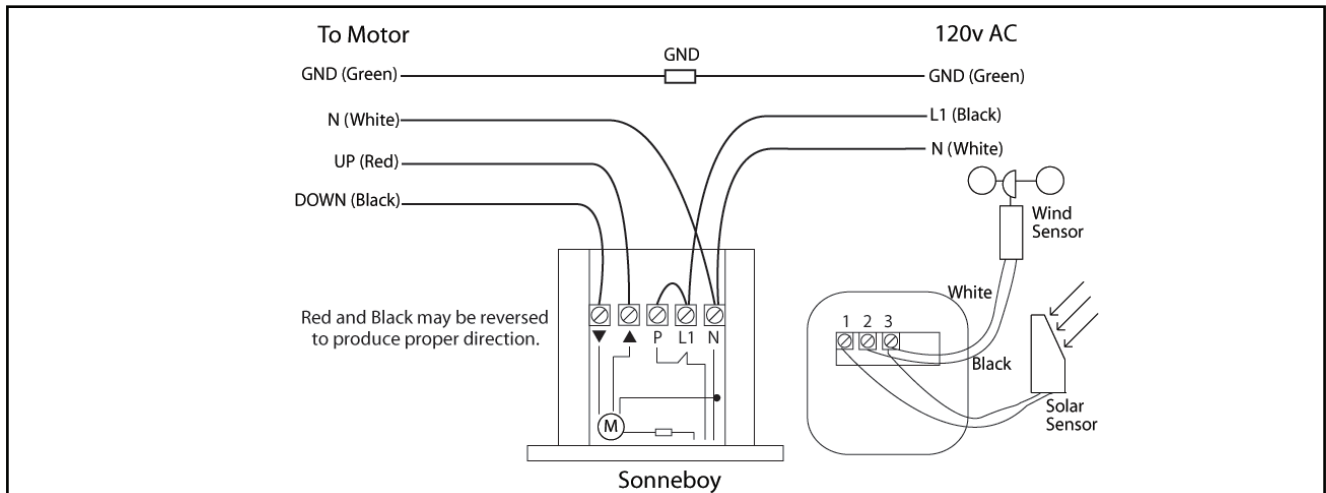 To Motor
120v AC
GND
GND (Green)
GND (Green)
N (White)
L1 (Black)
UP (Red)
N (White)
DOWN (Black)
Wind
Sensor
White
Red and Black may be reversed
to produce proper direction.
▼ ▲ P L1 N
1 2 3
Black
M
Solar
Sensor
Sonneboy